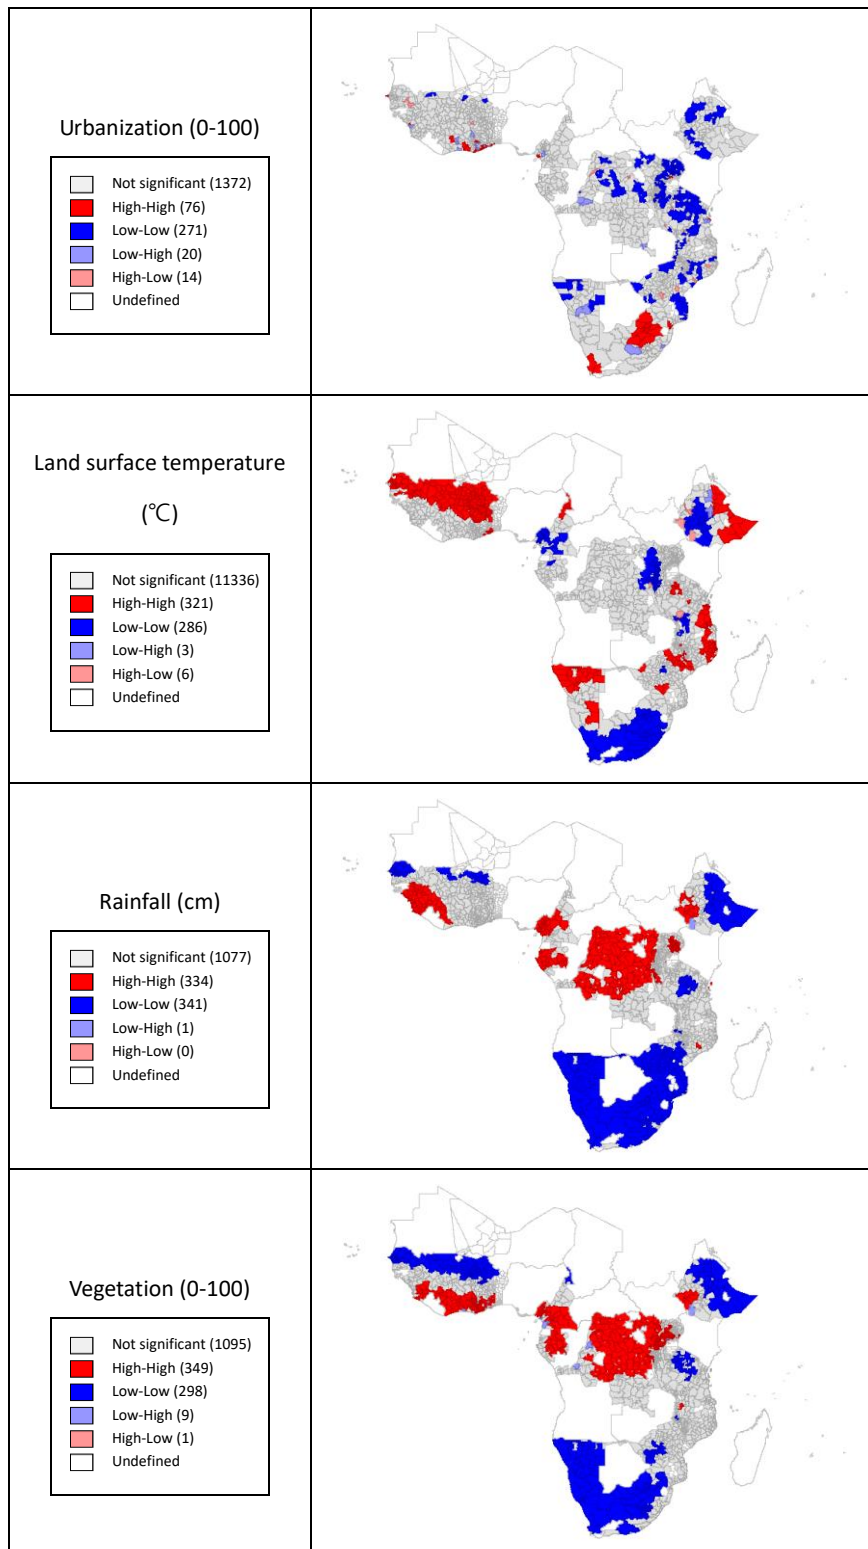 Urbanization (0-100)
Not significant (1372)
High-High (76)
Low-Low (271)
Low-High (20)
High-Low (14)
Undefined
Land surface temperature
(℃)
Not significant (11336)
High-High (321)
Low-Low (286)
Low-High (3)
High-Low (6)
Undefined
Rainfall (cm)
Not significant (1077)
High-High (334)
Low-Low (341)
Low-High (1)
High-Low (0)
Undefined
Vegetation (0-100)
Not significant (1095)
High-High (349)
Low-Low (298)
Low-High (9)
High-Low (1)
Undefined